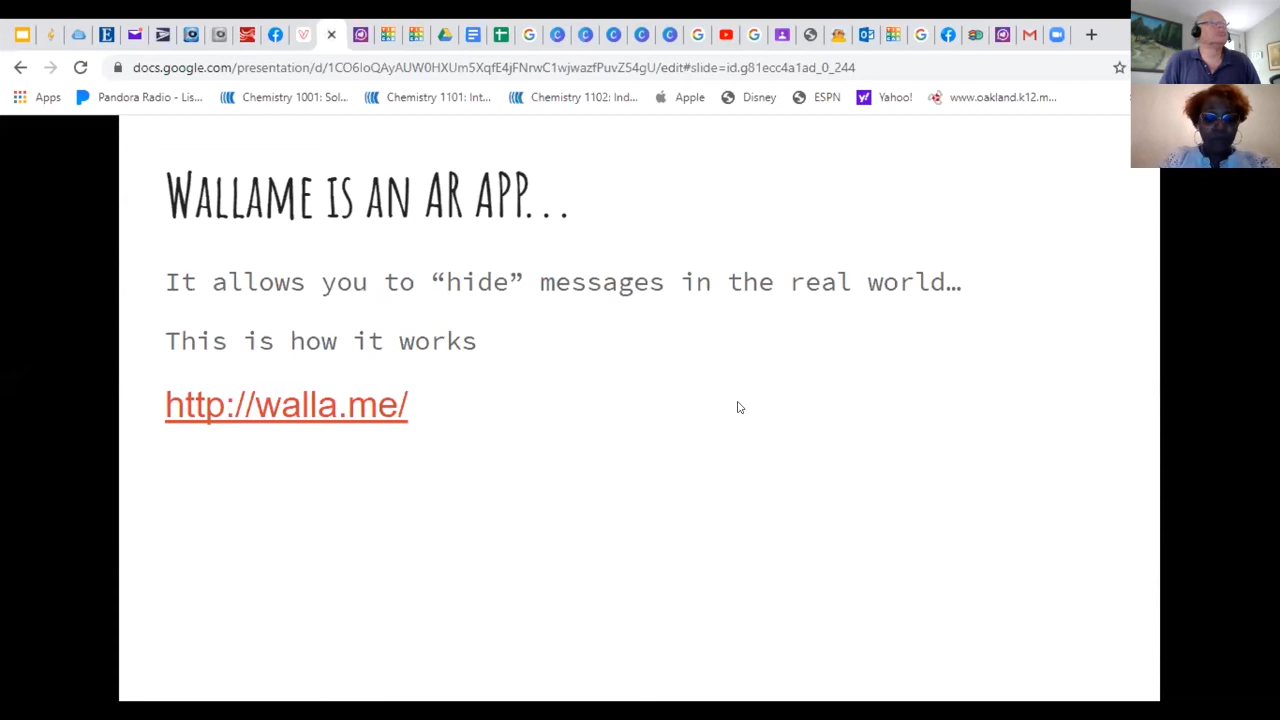 docs.google.com/presentation/d/1CO6IoQAyAUW0HXUm5XqfE4jFNrwC1wjwazfPuvZ54gU/edit#slide=id.g81ecc4a1ad_0_244
Apps Pandora Radio - Lis... Chemistry 1001: Sol... Chemistry 1101: Int... Chemistry 1102: Ind... Apple Disney ESPN Yahoo! www.oakland.k12.m...
WALLAME IS AN AR APP...
It allows you to “hide” messages in the real world…
This is how it works
http://walla.me/